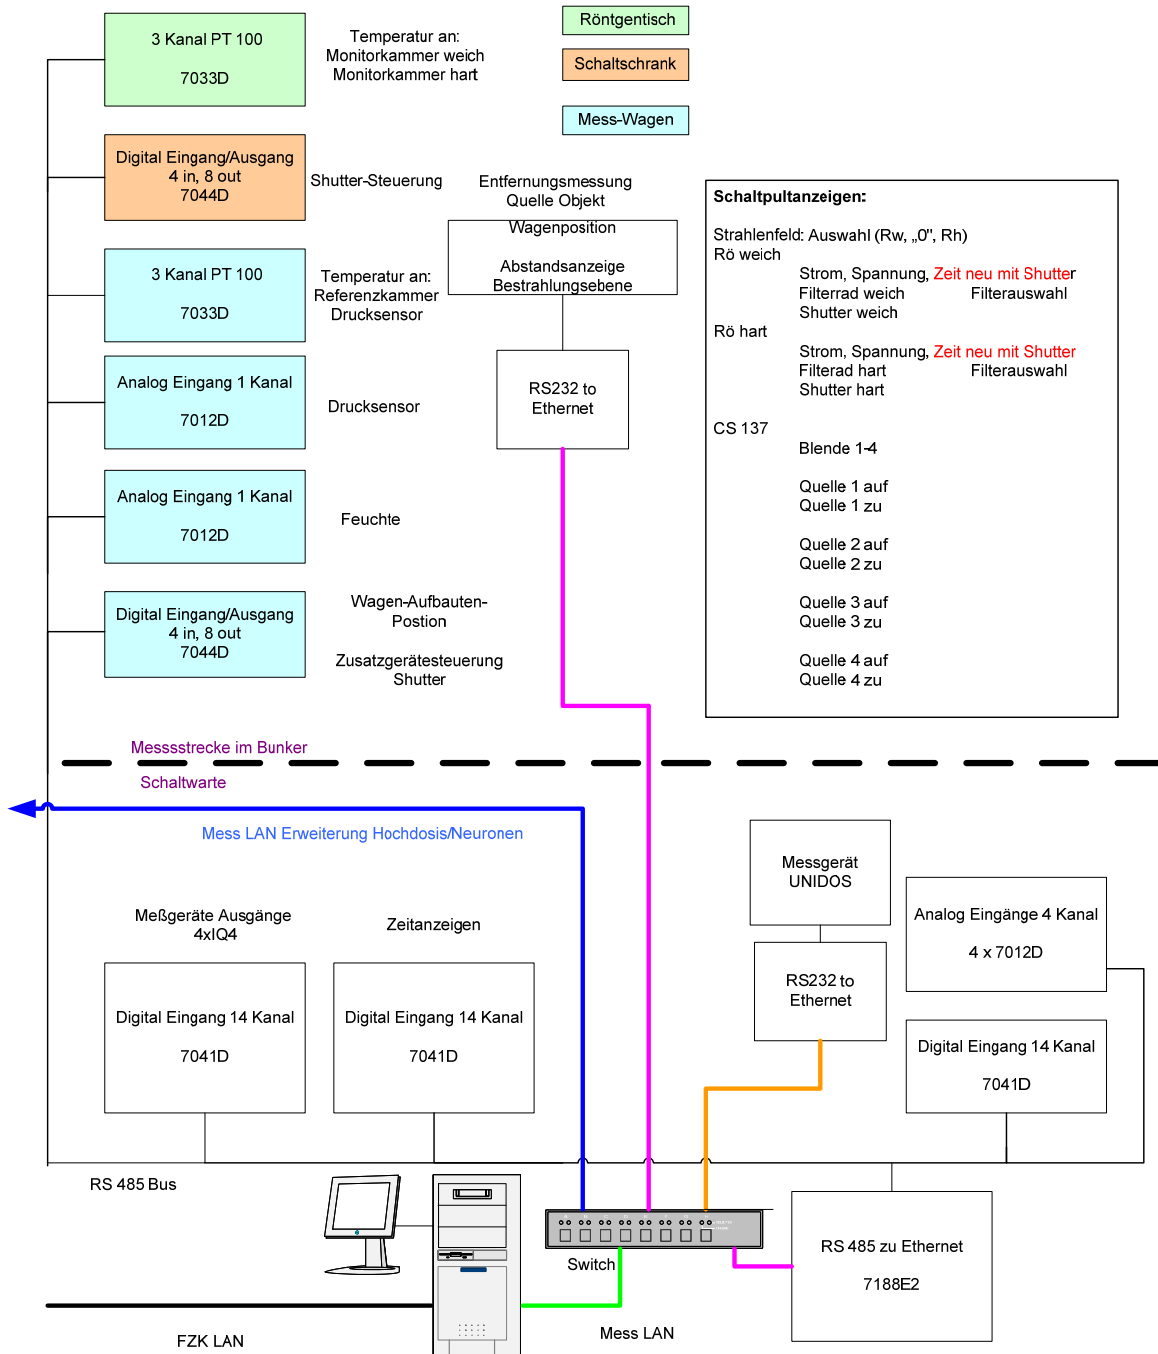 3 Kanal PT 100
7033D
Temperatur an:
Monitorkammer weich
Monitorkammer hart
Röntgentisch
Schaltschrank
Mess-Wagen
Digital Eingang/Ausgang
4 in, 8 out
7044D
Shutter-Steuerung
Entfernungsmessung
Quelle Objekt
Wagenposition
Abstandsanzeige
Bestrahlungsebene
3 Kanal PT 100
7033D
Temperatur an:
Referenzkammer
Drucksensor
RS232 to
Ethernet
Analog Eingang 1 Kanal
7012D
Drucksensor
Analog Eingang 1 Kanal
7012D
Feuchte
Digital Eingang/Ausgang
4 in, 8 out
7044D
Wagen-Aufbauten-
Postion
Zusatzgerätesteuerung
Shutter
Schaltpultanzeigen:
Strahlenfeld: Auswahl (Rw, „0", Rh)
Rö weich
Strom, Spannung, Zeit neu mit Shutter
Filterrad weich Filterauswahl
Shutter weich
Rö hart
Strom, Spannung, Zeit neu mit Shutter
Filterad hart Filterauswahl
Shutter hart
CS 137
Blende 1-4
Quelle 1 auf
Quelle 1 zu
Quelle 2 auf
Quelle 2 zu
Quelle 3 auf
Quelle 3 zu
Quelle 4 auf
Quelle 4 zu
Messsstrecke im Bunker
Schaltwarte
Mess LAN Erweiterung Hochdosis/Neuronen
Meßgeräte Ausgänge
4xIQ4
Zeitanzeigen
Digital Eingang 14 Kanal
7041D
Digital Eingang 14 Kanal
7041D
Messgerät
UNIDOS
RS232 to
Ethernet
Analog Eingänge 4 Kanal
4 x 7012D
Digital Eingang 14 Kanal
7041D
RS 485 Bus
Switch
RS 485 zu Ethernet
7188E2
FZK LAN
Mess LAN